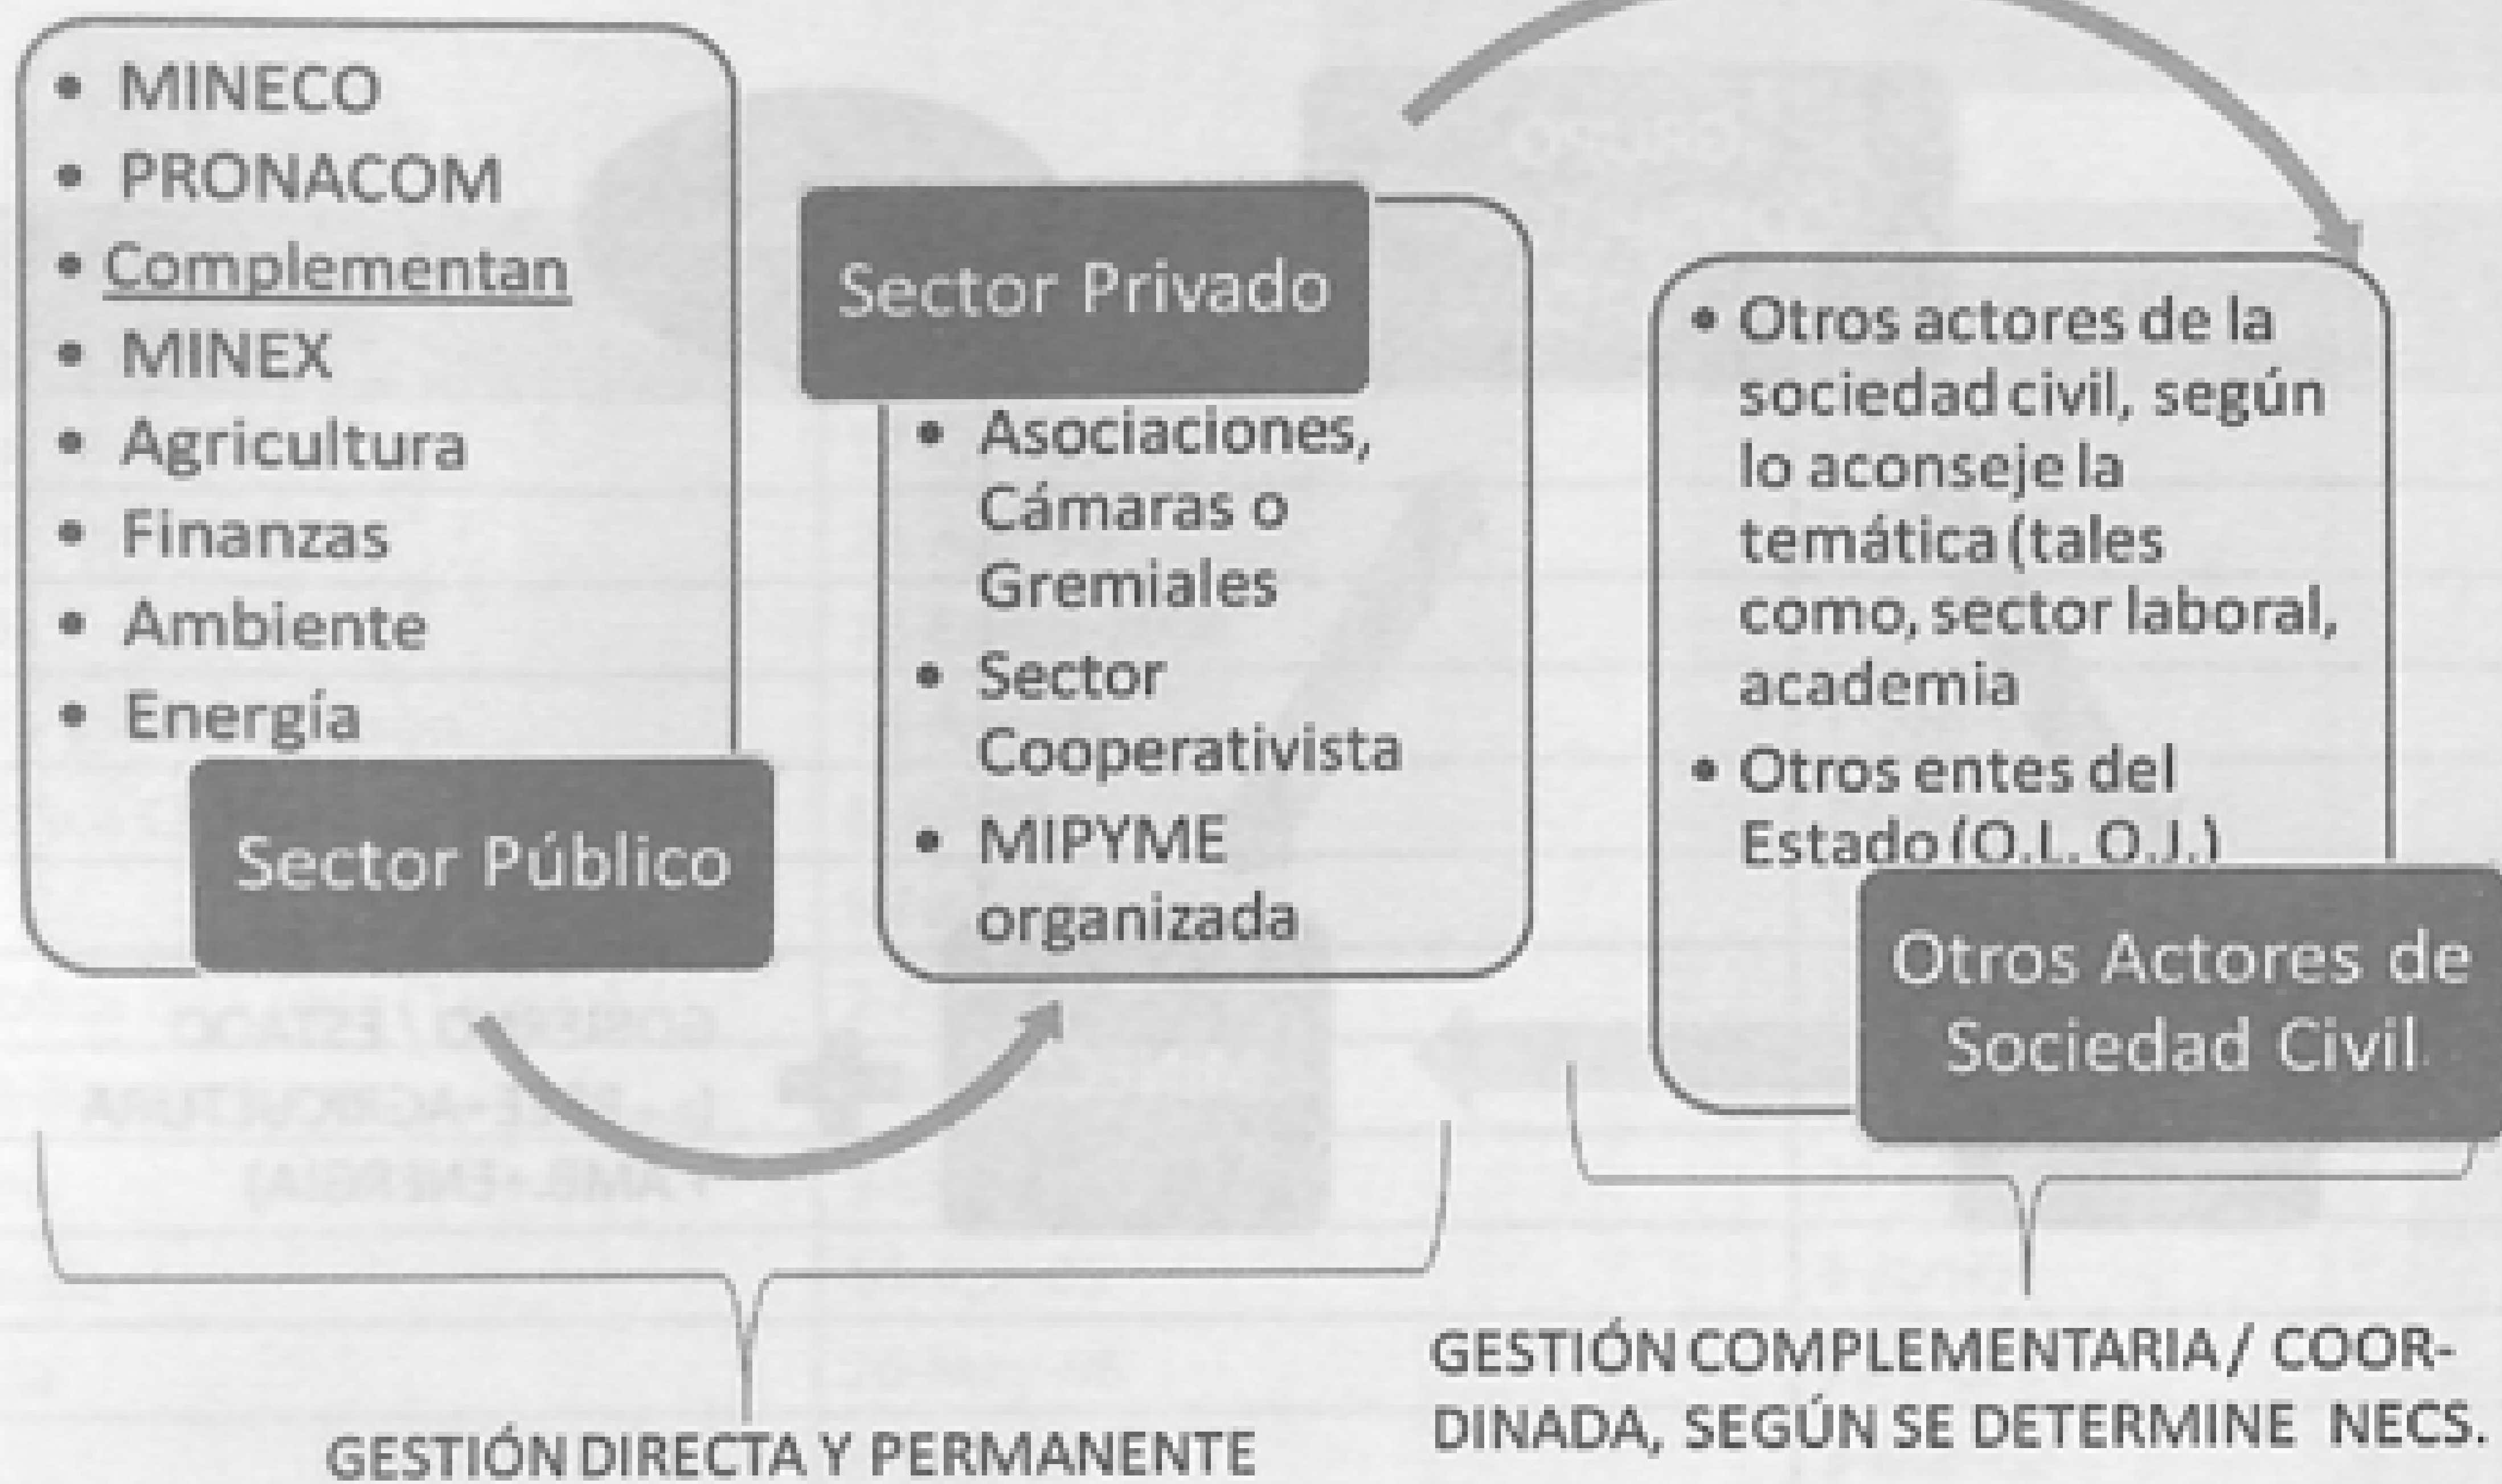 • MINECO
• PRONACOM
• Complementan
• MINEX
• Agricultura
• Finanzas
• Ambiente
• Energía
Sector Público
Sector Privado
• Asociaciones,
Cámaras o
Gremiales
• Sector
Cooperativista
• MIPYME
organizada
• Otros actores de la
sociedad civil, según
lo aconseje la
temática (tales
como, sector laboral,
academia
• Otros entes del
Estado (O.L. O.J.)
Otros Actores de
Sociedad Civil
GESTIÓN DIRECTA Y PERMANENTE
GESTIÓN COMPLEMENTARIA / COOR-
DINADA, SEGÚN SE DETERMINE NECS.